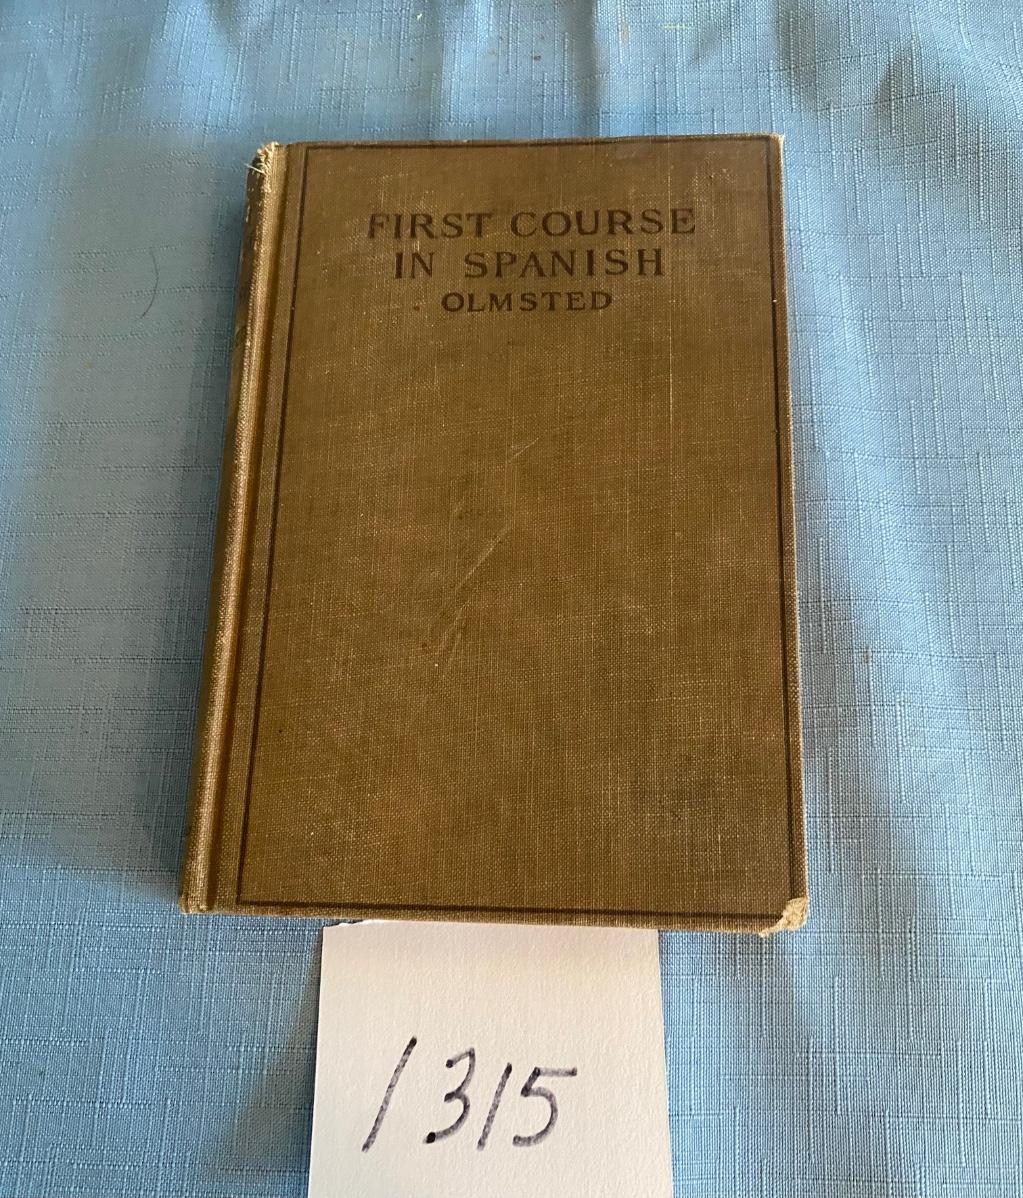 FIRST COURSE
IN SPANISH
OLMSTED
1315